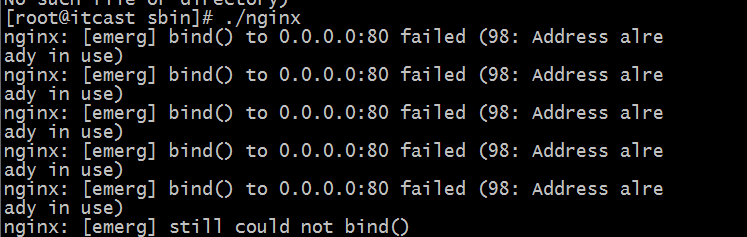 No such file or directory)
[root@itcast sbin]# ./nginx
nginx: [emerg] bind() to 0.0.0.0:80 failed (98: Address alre
ady in use)
nginx: [emerg] bind() to 0.0.0.0:80 failed (98: Address alre
ady in use)
nginx: [emerg] bind() to 0.0.0.0:80 failed (98: Address alre
ady in use)
nginx: [emerg] bind() to 0.0.0.0:80 failed (98: Address alre
ady in use)
nginx: [emerg] bind() to 0.0.0.0:80 failed (98: Address alre
ady in use)
nginx: [emerg] still could not bind()